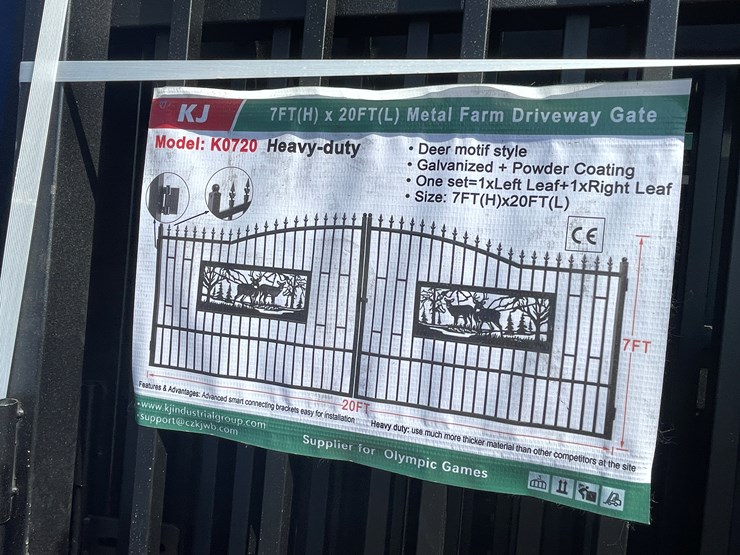 KJ
7FT(H) x 20FT(L) Metal Farm Driveway Gate
Model: K0720 Heavy-duty
• Deer motif style
• Galvanized + Powder Coating
• One set=1xLeft Leaf+1xRight Leaf
• Size: 7FT(H)x20FT(L)
CE
7FT
20FT
Features & Advantages: Advanced smart connecting brackets easy for installation
Heavy duty: use much more thicker material than other competitors at the site
•www.kjindustrialgroup.com
•support@czkjwb.com
Supplier for Olympic Games